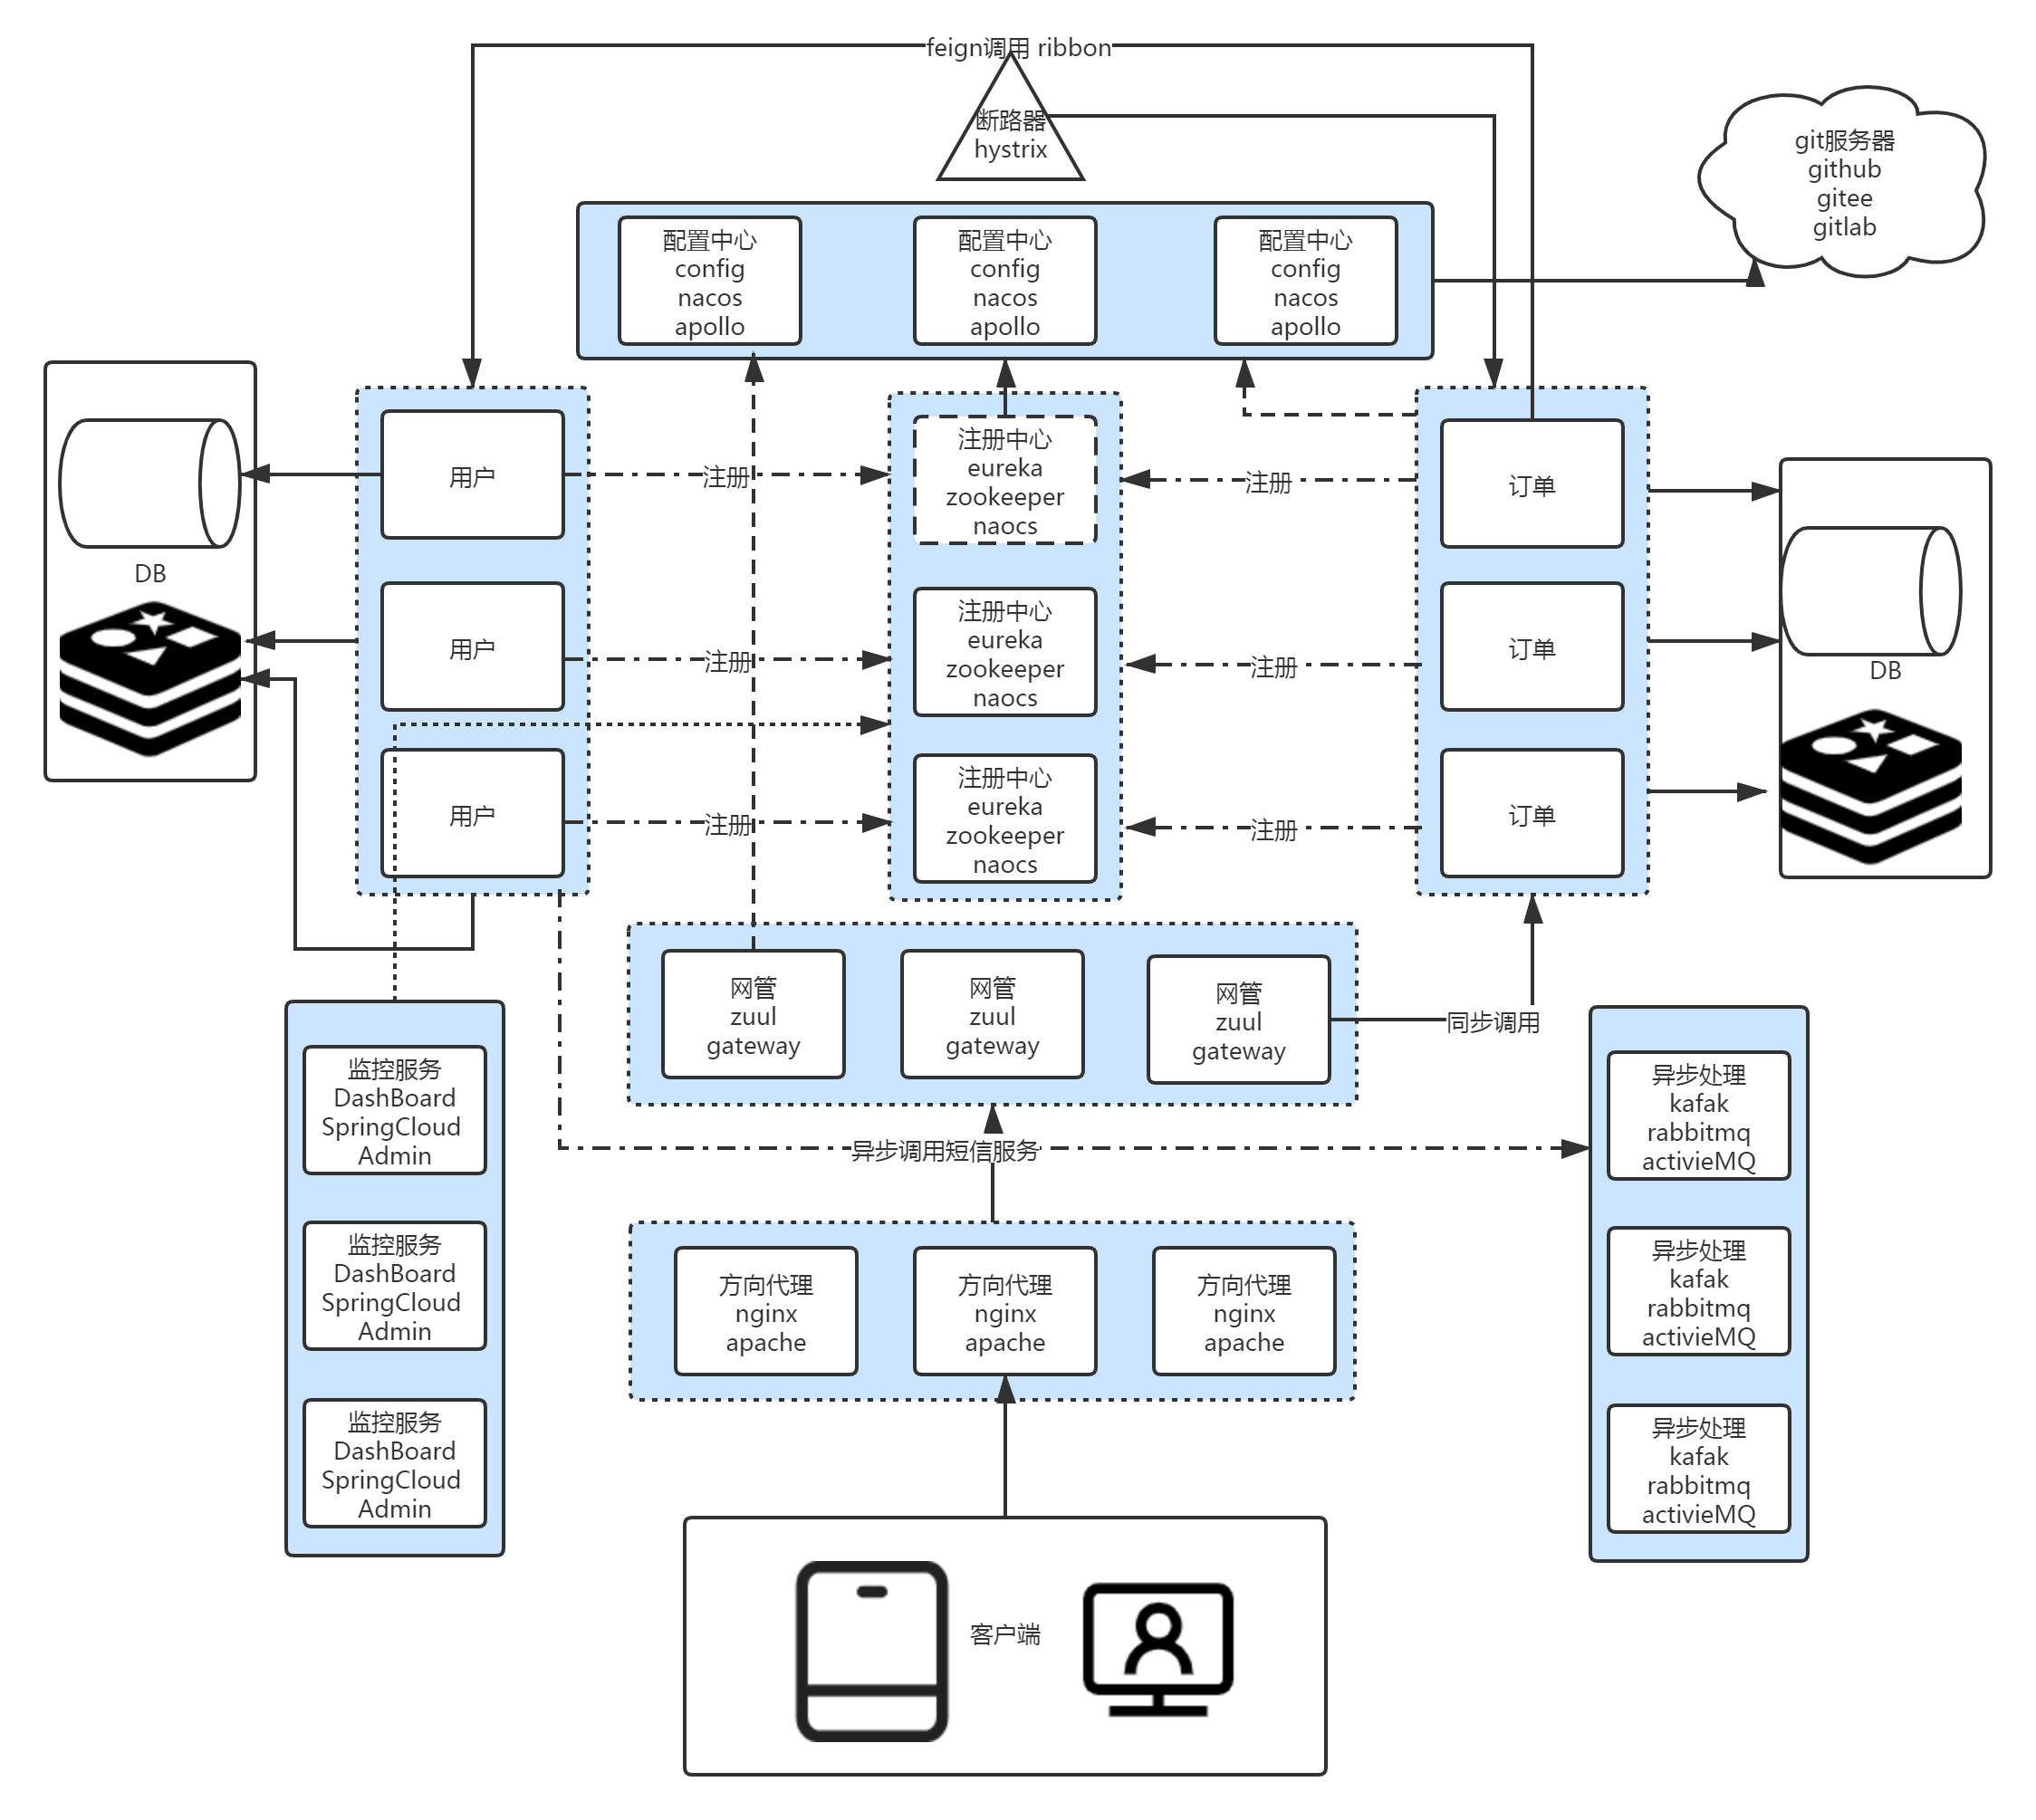 feign调用 ribbon
断路器
hystrix
git服务器
github
gitee
gitlab
配置中心
config
nacos
apollo
配置中心
config
nacos
apollo
配置中心
config
nacos
apollo
DB
用户
用户
用户
注册
注册
注册
注册中心
eureka
zookeeper
naocs
注册中心
eureka
zookeeper
naocs
注册中心
eureka
zookeeper
naocs
注册
注册
注册
订单
订单
订单
DB
网管
zuul
gateway
网管
zuul
gateway
网管
zuul
gateway
同步调用
监控服务
DashBoard
SpringCloud
Admin
监控服务
DashBoard
SpringCloud
Admin
监控服务
DashBoard
SpringCloud
Admin
异步调用短信服务
异步处理
kafak
rabbitmq
activieMQ
异步处理
kafak
rabbitmq
activieMQ
异步处理
kafak
rabbitmq
activieMQ
方向代理
nginx
apache
方向代理
nginx
apache
方向代理
nginx
apache
客户端